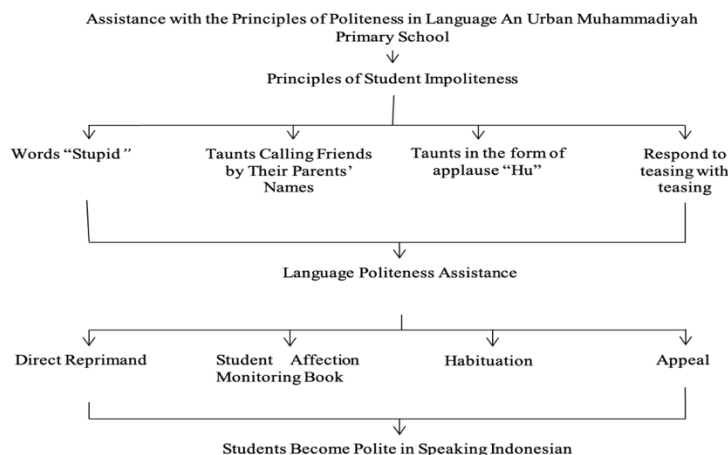 Assistance with the Principles of Politeness in Language An Urban Muhammadiyah
Primary School
Principles of Student Impoliteness
Words "Stupid"
Taunts Calling Friends
by Their Parents'
Names
Taunts in the form of
applause "Hu"
Respond to
teasing with
teasing
Language Politeness Assistance
Direct Reprimand
Student Affection
Monitoring Book
Habituation
Appeal
Students Become Polite in Speaking Indonesian